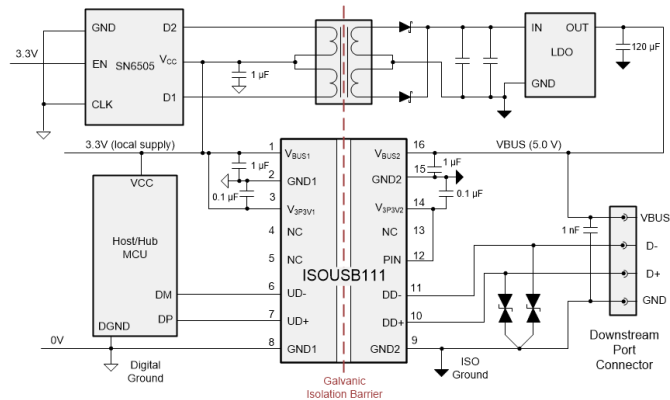 GND
D2
3.3V
EN
SN6505
VCC
1 µF
CLK
D1
IN
OUT
LDO
GND
120 µF
3.3V (local supply)
1
VBUS1
1 µF
2
GND1
0.1 µF
3
V3P3V1
4
NC
5
NC
6
UD-
7
UD+
8
GND1
ISOUSB111
16
VBUS2
VBUS (5.0 V)
1 µF
15
GND2
0.1 µF
14
V3P3V2
NC
13
PIN
12
DD-
11
DD+
10
GND2
9
VCC
Host/Hub
MCU
DM
DP
DGND
0V
Digital
Ground
ISO
Ground
Galvanic
Isolation Barrier
1 nF
VBUS
D-
D+
GND
Downstream
Port
Connector